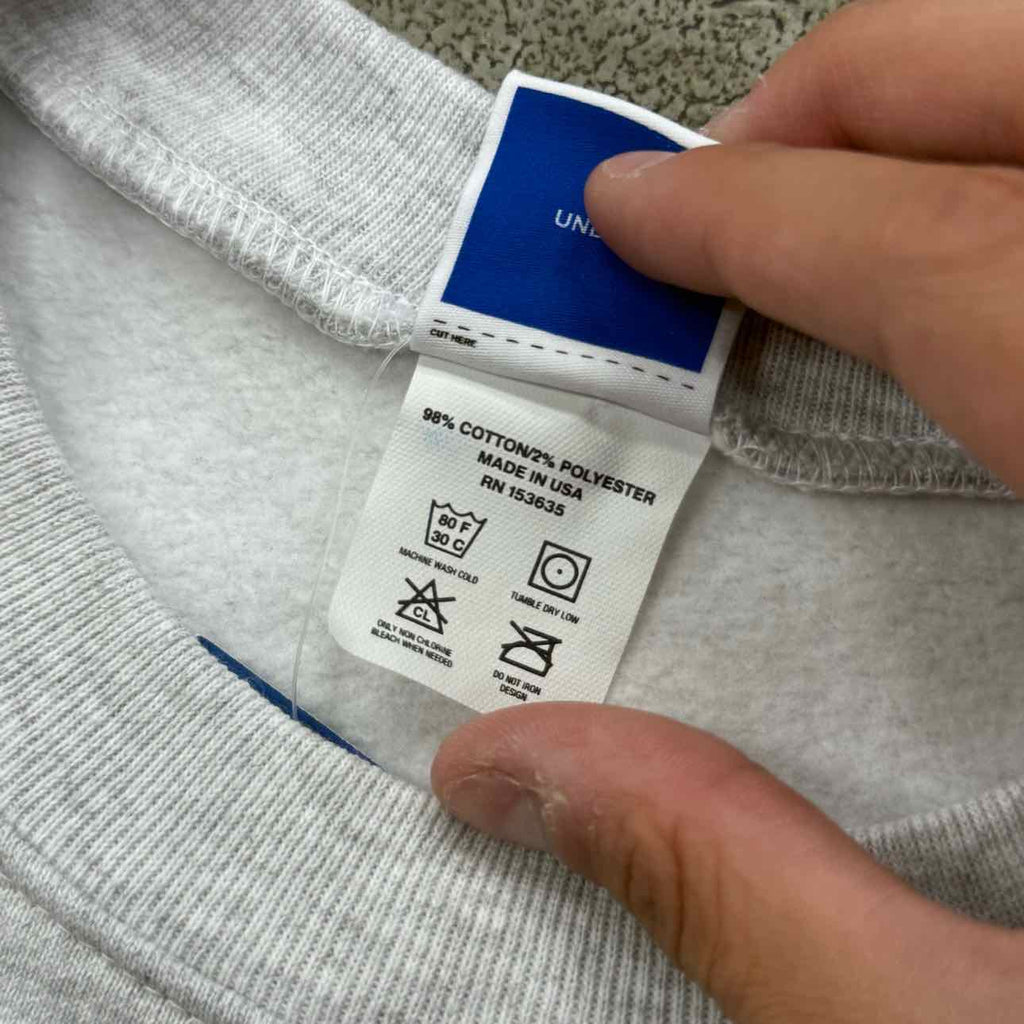 CUT HERE
98% COTTON/2% POLYESTER
MADE IN USA
RN 153635
80 F
30 C
MACHINE WASH COLD
TUMBLE DRY LOW
CL
ONLY NON CHLORINE
BLEACH WHEN NEEDED
DO NOT IRON
DESIGN